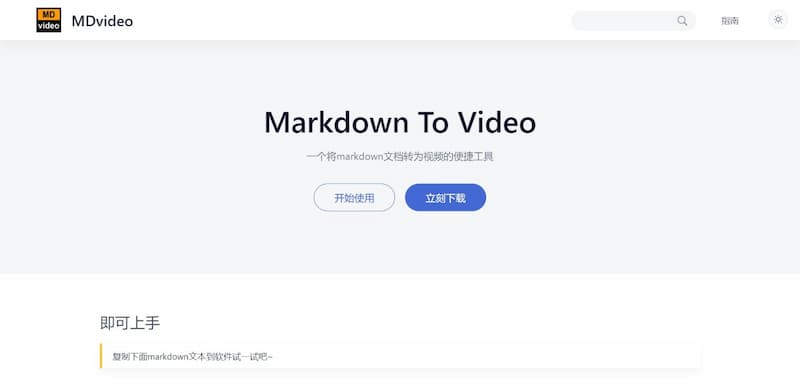 MD
video
MDvideo
指南
Markdown To Video
一个将markdown文档转为视频的便捷工具
开始使用
立刻下载
即可上手
复制下面markdown文本到软件试一试吧~